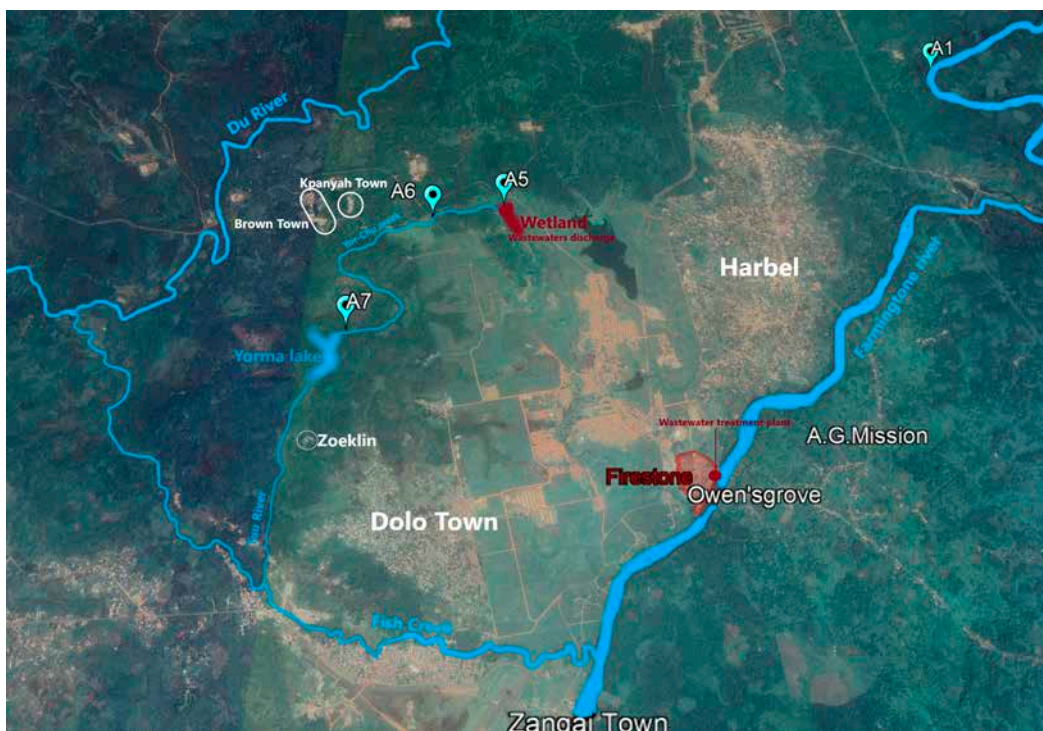 A1
Du River
Kpanyah Town
A6
A5
Brown Town
Wetland
Wastewaters discharge
Harbel
Farmingtone river
A7
Yorma lake
Wastewater treatment plant
A.G.Mission
Zoeklin
Firestone
Owen'sgrove
Dolo Town
River
Fish Creek
Zangai Town